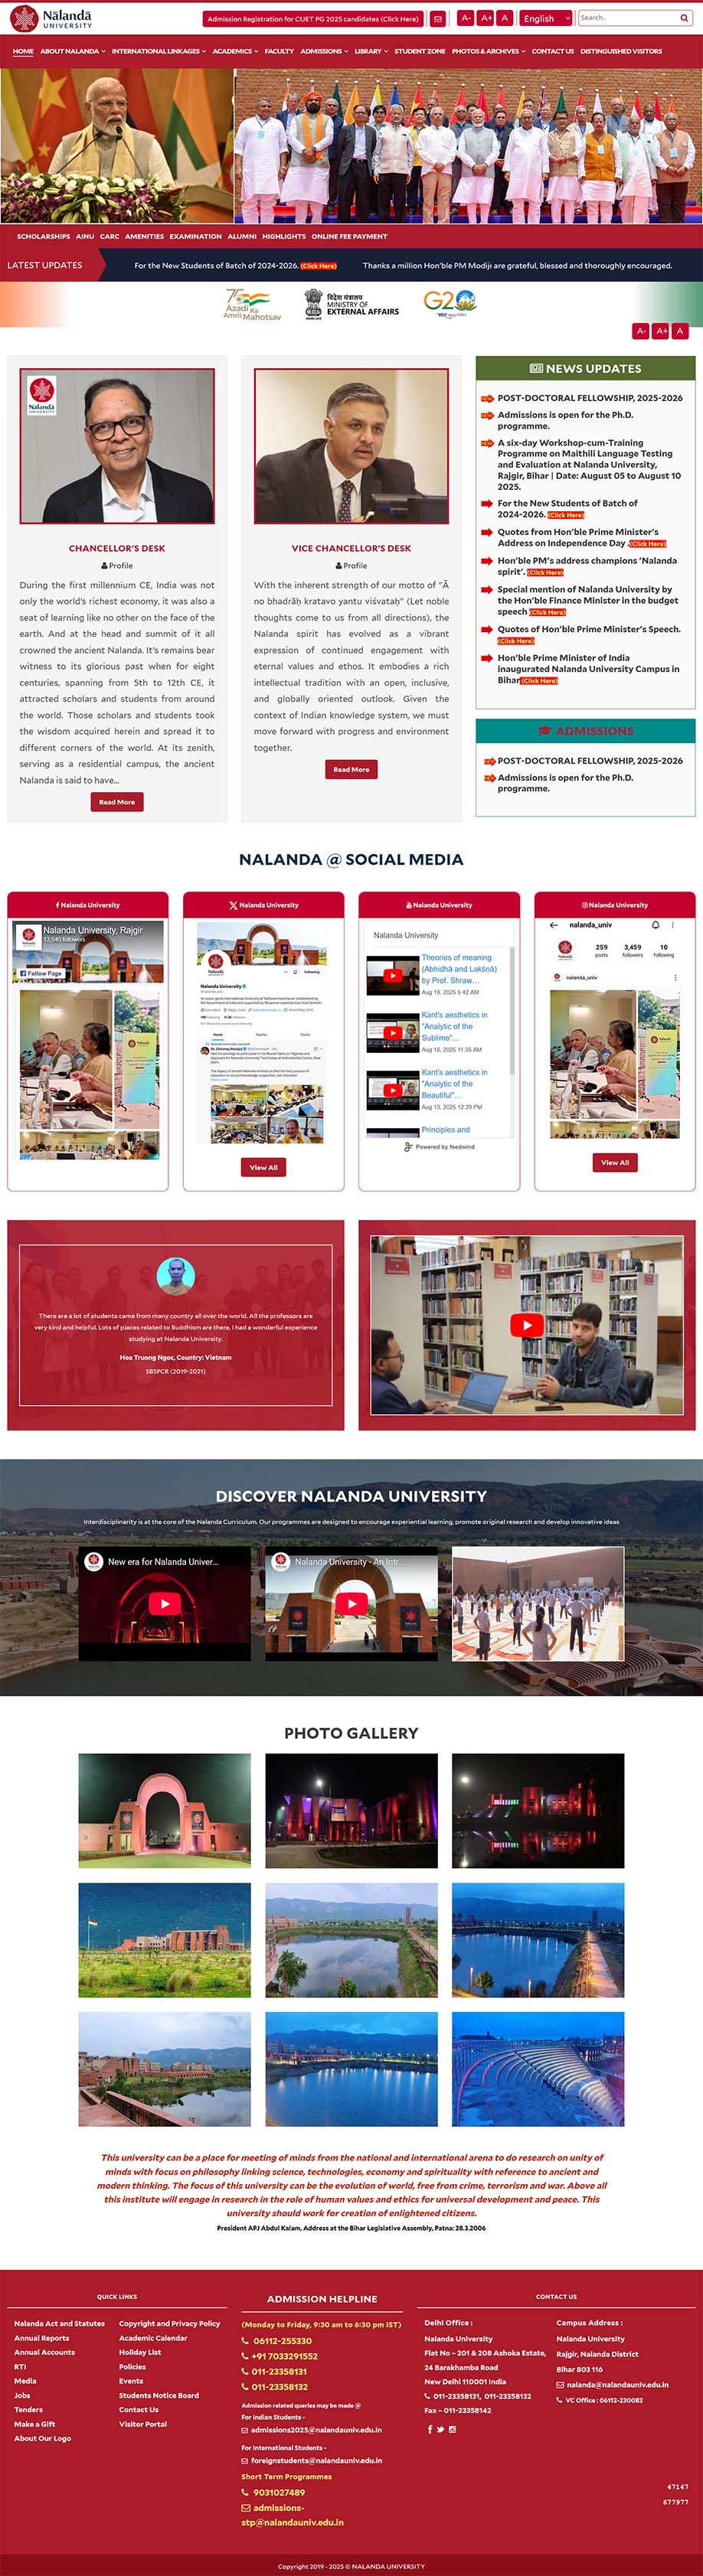 Nālandā
UNIVERSITY
Admission Registration for CUET PG 2025 candidates (Click Here)
A- A+ A
English
Search..
HOME ABOUT NALANDA INTERNATIONAL LINKAGES ACADEMICS FACULTY ADMISSIONS LIBRARY STUDENT ZONE PHOTOS & ARCHIVES CONTACT US DISTINGUISHED VISITORS
SCHOLARSHIPS AINU CARC AMENITIES EXAMINATION ALUMNI HIGHLIGHTS ONLINE FEE PAYMENT
LATEST UPDATES
For the New Students of Batch of 2024-2026. (Click Here) Thanks a million Hon'ble PM Modiji are grateful, blessed and thoroughly encouraged.
75
Azadi Ka
Amrit Mahotsav
विदेश मंत्रालय
MINISTRY OF
EXTERNAL AFFAIRS
G20
A- A+ A
Nālandā
UNIVERSITY
CHANCELLOR'S DESK
Profile
During the first millennium CE, India was not
only the world's richest economy, it was also a
seat of learning like no other on the face of the
earth. And at the head and summit of it all
crowned the ancient Nalanda. It's remains bear
witness to its glorious past when for eight
centuries, spanning from 5th to 12th CE, it
attracted scholars and students from around
the world. Those scholars and students took
the wisdom acquired herein and spread it to
different corners of the world. At its zenith,
serving as a residential campus, the ancient
Nalanda is said to have...
Read More
VICE CHANCELLOR'S DESK
Profile
With the inherent strength of our motto of "Ā
no bhadrāḥ kratavo yantu viśvataḥ" (Let noble
thoughts come to us from all directions), the
Nalanda spirit has evolved as a vibrant
expression of continued engagement with
eternal values and ethos. It embodies a rich
intellectual tradition with an open, inclusive,
and globally oriented outlook. Given the
context of Indian knowledge system, we must
move forward with progress and environment
together.
Read More
NEWS UPDATES
POST-DOCTORAL FELLOWSHIP, 2025-2026
Admissions is open for the Ph.D.
programme.
A six-day Workshop-cum-Training
Programme on Maithili Language Testing
and Evaluation at Nalanda University,
Rajgir, Bihar | Date: August 05 to August 10
2025.
For the New Students of Batch of
2024-2026. (Click Here)
Quotes from Hon'ble Prime Minister's
Address on Independence Day .(Click Here)
Hon'ble PM's address champions 'Nalanda
spirit'. (Click Here)
Special mention of Nalanda University by
the Hon'ble Finance Minister in the budget
speech (Click Here)
Quotes of Hon'ble Prime Minister's Speech.
(Click Here)
Hon'ble Prime Minister of India
inaugurated Nalanda University Campus in
Bihar(Click Here)
ADMISSIONS
POST-DOCTORAL FELLOWSHIP, 2025-2026
Admissions is open for the Ph.D.
programme.
NALANDA @ SOCIAL MEDIA
Nalanda University
Nalanda University, Rajgir
13,540 followers
Follow Page
Nalanda University
Nalanda University
Following
Posts
View All
Nalanda University
Nalanda University
Theories of meaning
(Abhidhā and Lakṣṇā)
by Prof. Shraw...
Aug 19, 2025 5:42 AM
Kant's aesthetics in
"Analytic of the
Sublime"...
Aug 18, 2025 11:35 AM
Kant's aesthetics in
"Analytic of the
Beautiful"...
Aug 13, 2025 12:29 PM
Principles and
Powered by feedwind
Nalanda University
nalanda_univ
259 3,459 10
posts followers following
nalanda_univ
View All
There are a lot of students came from many country all over the world. All the professors are
very kind and helpful. Lots of places related to Buddhism are there, I had a wonderful experience
studying at Nalanda University.
Hoa Truong Ngoc, Country: Vietnam
SBSPCR (2019-2021)
DISCOVER NALANDA UNIVERSITY
Interdisciplinarity is at the core of the Nalanda Curriculum. Our programmes are designed to encourage experiential learning, promote original research and develop innovative ideas
New era for Nalanda Univer...
Nalanda University - An Intr...
PHOTO GALLERY
This university can be a place for meeting of minds from the national and international arena to do research on unity of
minds with focus on philosophy linking science, technologies, economy and spirituality with reference to ancient and
modern thinking. The focus of this university can be the evolution of world, free from crime, terrorism and war. Above all
this institute will engage in research in the role of human values and ethics for universal development and peace. This
university should work for creation of enlightened citizens.
President APJ Abdul Kalam, Address at the Bihar Legislative Assembly, Patna: 28.3.2006
QUICK LINKS
Nalanda Act and Statutes
Annual Reports
Annual Accounts
RTI
Media
Jobs
Tenders
Make a Gift
About Our Logo
Copyright and Privacy Policy
Academic Calendar
Holiday List
Policies
Events
Students Notice Board
Contact Us
Visitor Portal
ADMISSION HELPLINE
(Monday to Friday, 9:30 am to 6:30 pm IST)
06112-255330
+91 7033291552
011-23358131
011-23358132
Admission related queries may be made @
For Indian Students -
admissions2025@nalandauniv.edu.in
For International Students -
foreignstudents@nalandauniv.edu.in
Short Term Programmes
9031027489
admissions-
stp@nalandauniv.edu.in
CONTACT US
Delhi Office :
Nalanda University
Flat No – 201 & 208 Ashoka Estate,
24 Barakhamba Road
New Delhi 110001 India
011-23358131, 011-23358132
Fax – 011-23358142
Campus Address :
Nalanda University
Rajgir, Nalanda District
Bihar 803 116
nalanda@nalandauniv.edu.in
VC Office : 06112-230083
47147
677977
Copyright 2019 - 2025 © NALANDA UNIVERSITY